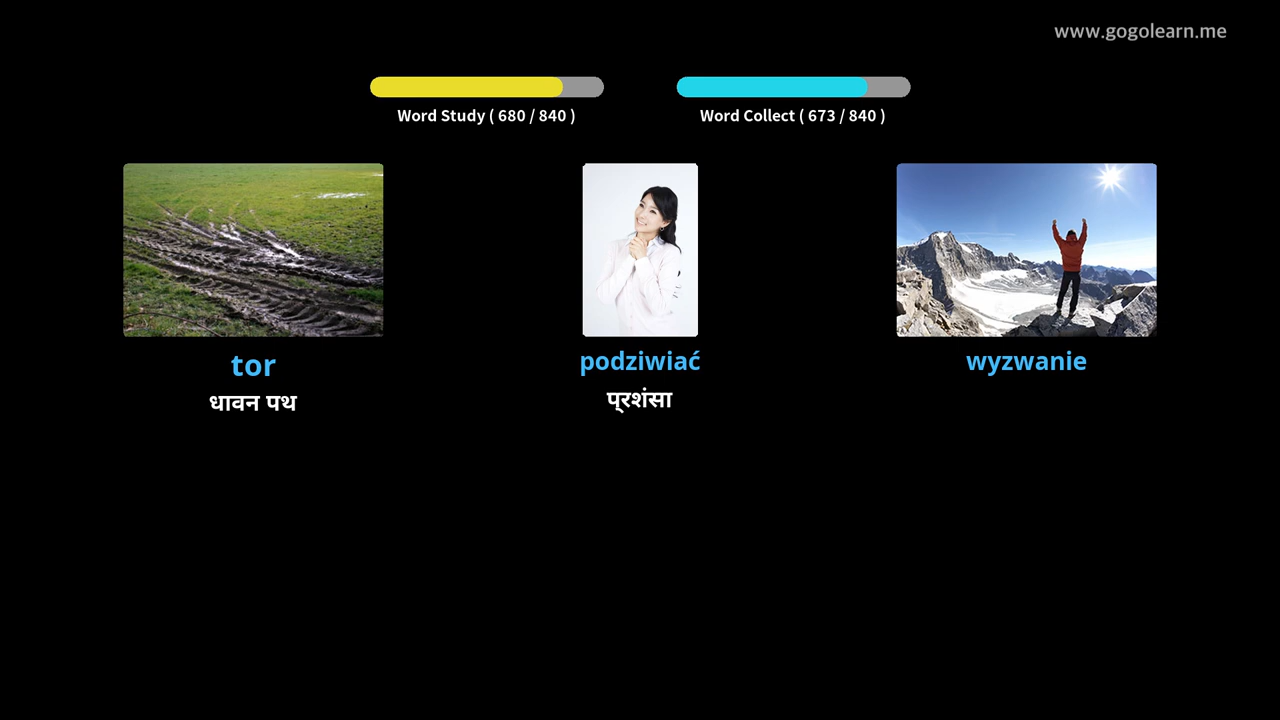 www.gogolearn.me
Word Study ( 680 / 840 )
Word Collect ( 673 / 840 )
tor
धावन पथ
podziwiać
प्रशंसा
wyzwanie